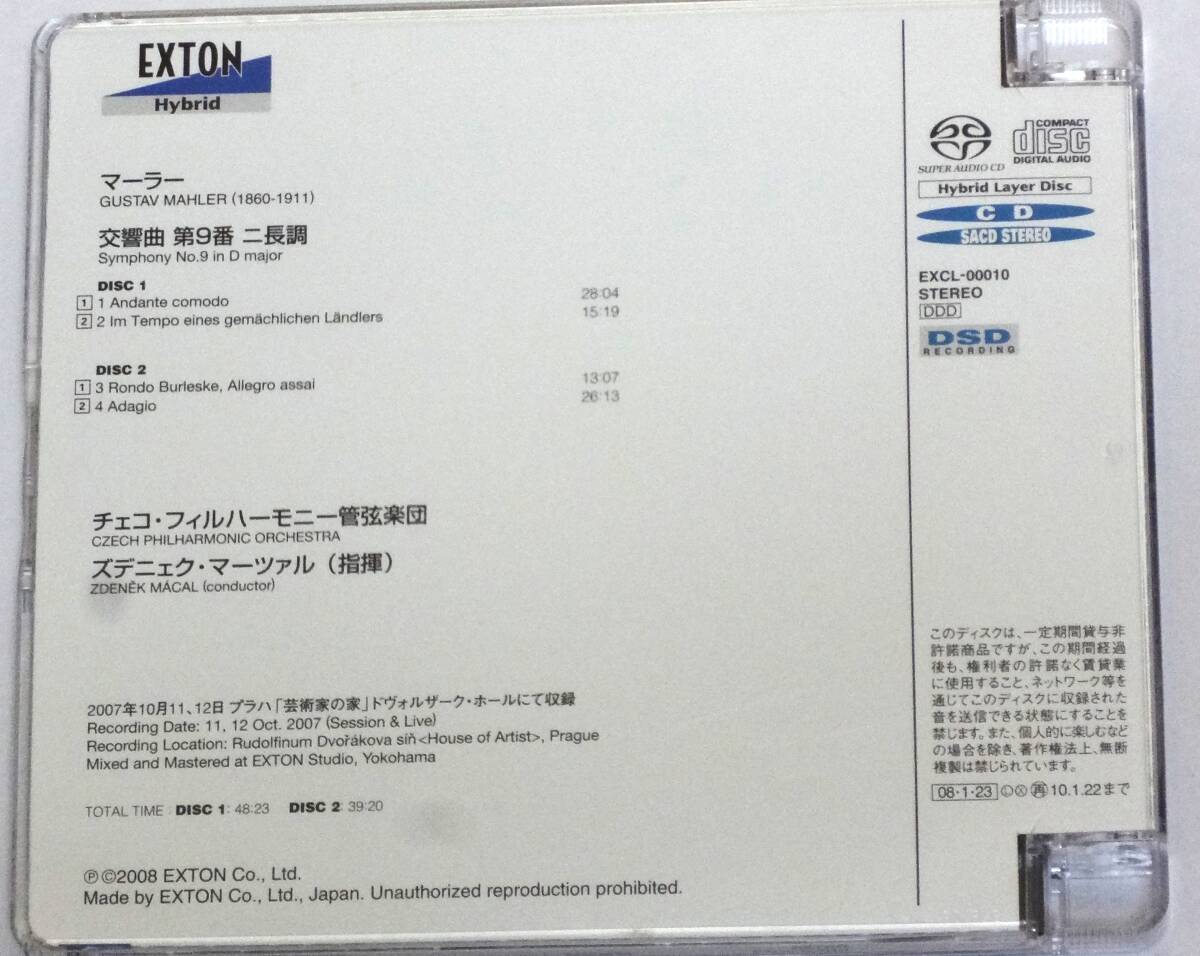 EXTON
Hybrid
マーラー
GUSTAV MAHLER (1860-1911)
交響曲 第9番 ニ長調
Symphony No.9 in D major
DISC 1
1 1 Andante comodo 28:04
2 2 Im Tempo eines gemächlichen Ländlers 15:19
DISC 2
1 3 Rondo Burleske, Allegro assai 13:07
2 4 Adagio 26:13
チェコ・フィルハーモニー管弦楽団
CZECH PHILHARMONIC ORCHESTRA
ズデニェク・マーツァル（指揮）
ZDENĚK MÁCAL (conductor)
2007年10月11、12日 プラハ「芸術家の家」ドヴォルザーク・ホールにて収録
Recording Date: 11, 12 Oct. 2007 (Session & Live)
Recording Location: Rudolfinum Dvořákova síň<House of Artist>, Prague
Mixed and Mastered at EXTON Studio, Yokohama
TOTAL TIME : DISC 1: 48:23 DISC 2: 39:20
℗©2008 EXTON Co., Ltd.
Made by EXTON Co., Ltd., Japan. Unauthorized reproduction prohibited.
SUPER AUDIO CD
COMPACT
disc
DIGITAL AUDIO
Hybrid Layer Disc
CD
SACD STEREO
EXCL-00010
STEREO
DDD
DSD
RECORDING
このディスクは、一定期間貸与非
許諾商品ですが、この期間経過
後も、権利者の許諾なく賃貸業
に使用すること、ネットワーク等を
通じてこのディスクに収録された
音を送信できる状態にすることを
禁じます。また、個人的に楽しむなど
の場合を除き、著作権法上、無断
複製は禁じられています。
08・1・23 Ⓛ Ⓧ ㊢ 10.1.22まで